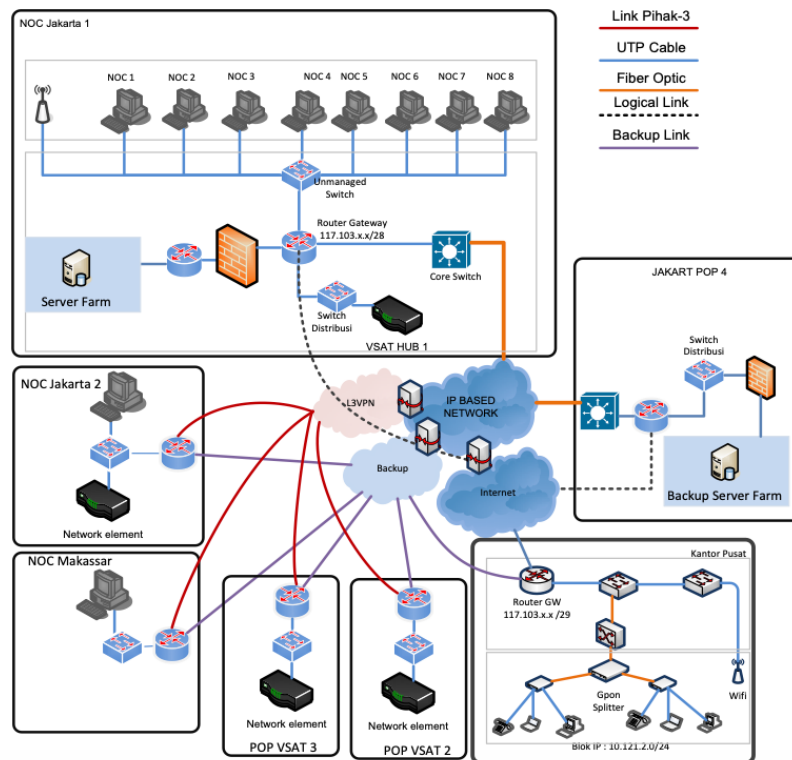 NOC Jakarta 1
NOC 1
NOC 2
NOC 3
NOC 4
NOC 5
NOC 6
NOC 7
NOC 8
Unmanaged
Switch
Router Gateway
117.103.x.x/28
Core Switch
Server Farm
Switch
Distribusi
VSAT HUB 1
Link Pihak-3
UTP Cable
Fiber Optic
Logical Link
Backup Link
JAKART POP 4
Switch
Distribusi
Backup Server Farm
NOC Jakarta 2
Network element
L3VPN
IP BASED
NETWORK
Backup
Internet
NOC Makassar
Network element
POP VSAT 3
Network element
POP VSAT 2
Kantor Pusat
Router GW
117.103.x.x /29
Gpon
Splitter
Wifi
Blok IP : 10.121.2.0/24